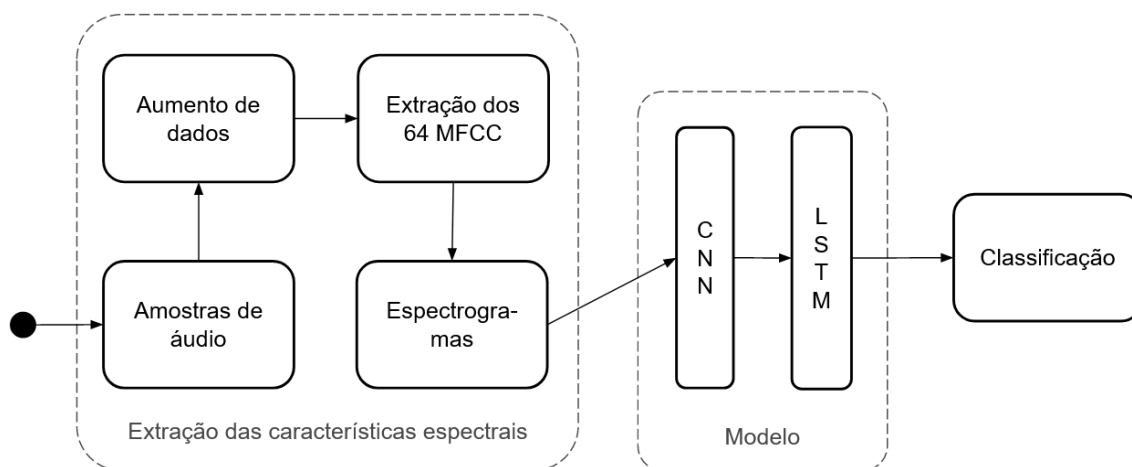 Aumento de
dados
Extração dos
64 MFCC
Amostras de
áudio
Espectrogra-
mas
Extração das características espectrais
C
N
N
L
S
T
M
Modelo
Classificação